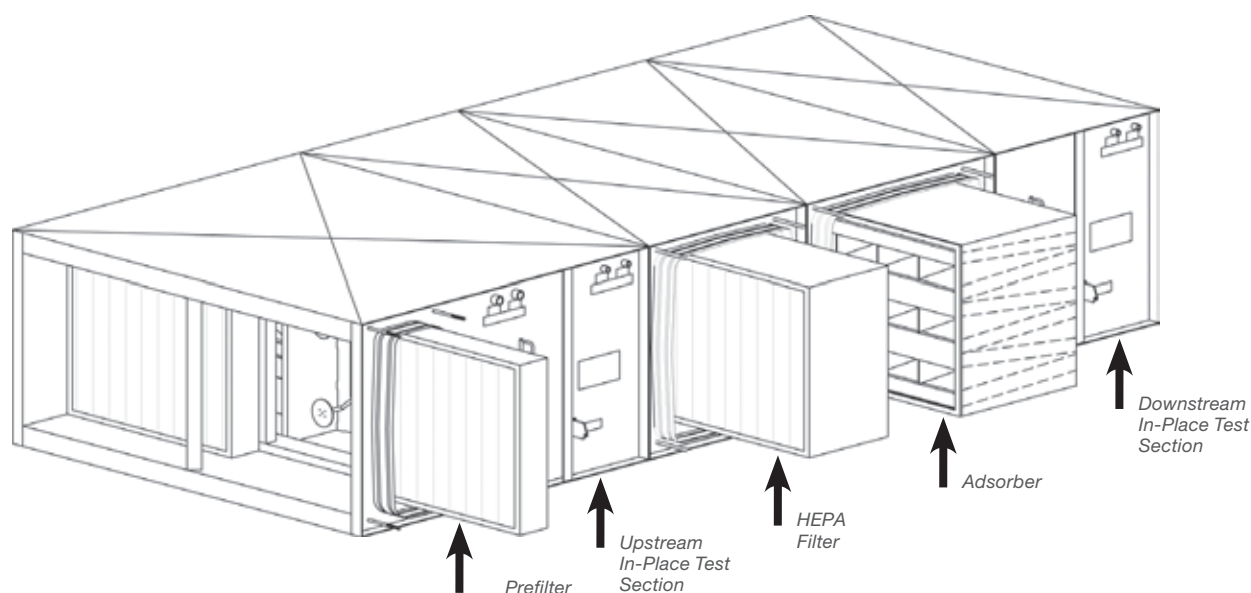 Prefilter
Upstream
In-Place Test
Section
HEPA
Filter
Adsorber
Downstream
In-Place Test
Section